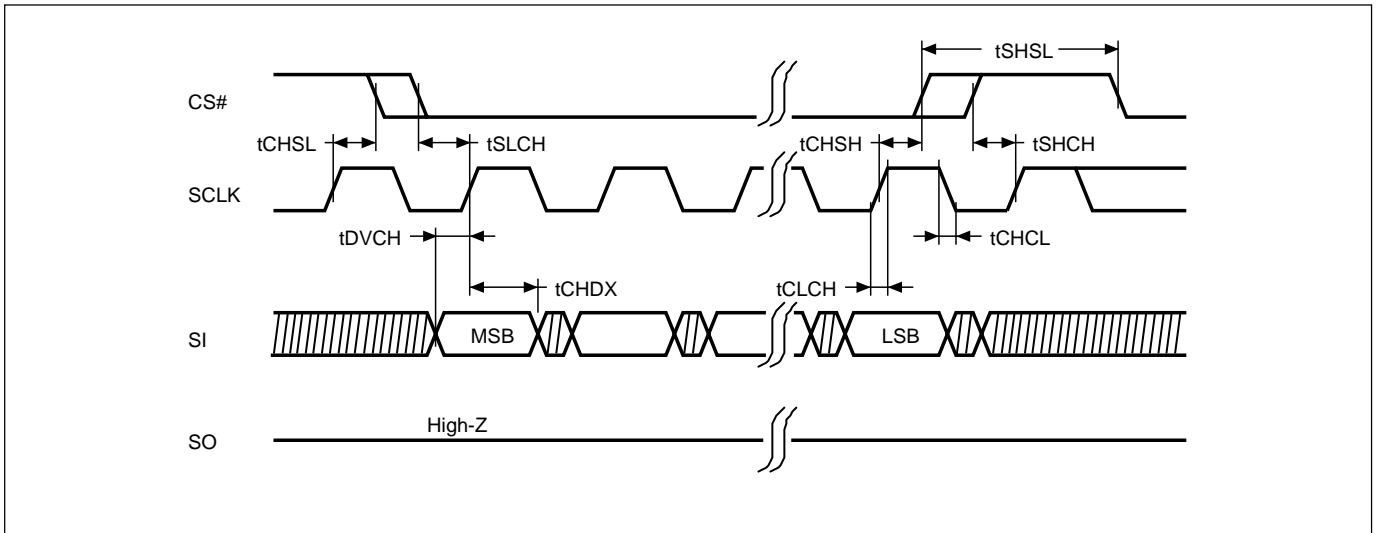 tSHSL
CS#
tCHSL
tSLCH
tCHSH
tSHCH
SCLK
tDVCH
tCHCL
tCHDX
tCLCH
SI
MSB
LSB
High-Z
SO